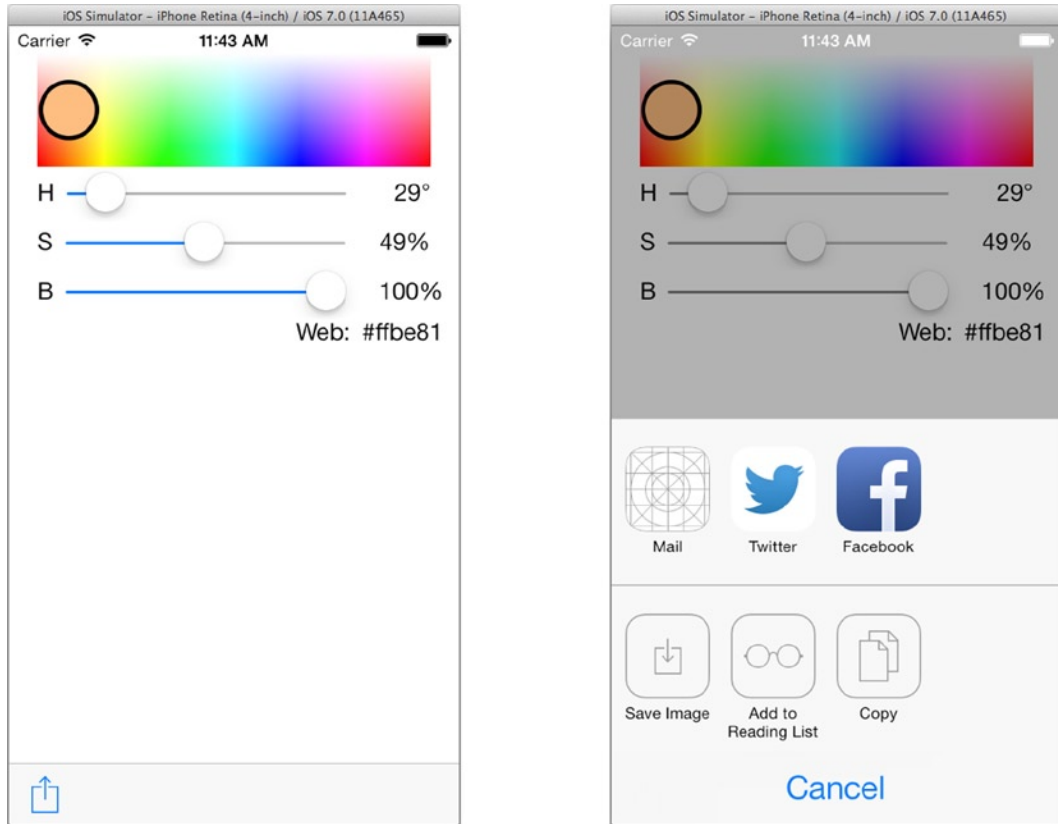 iOS Simulator – iPhone Retina (4-inch) / iOS 7.0 (11A465)
Carrier 11:43 AM
H 29°
S 49%
B 100%
Web: #ffbe81
iOS Simulator – iPhone Retina (4-inch) / iOS 7.0 (11A465)
Carrier 11:43 AM
H 29°
S 49%
B 100%
Web: #ffbe81
Mail Twitter Facebook
Save Image Add to Copy
Reading List
Cancel